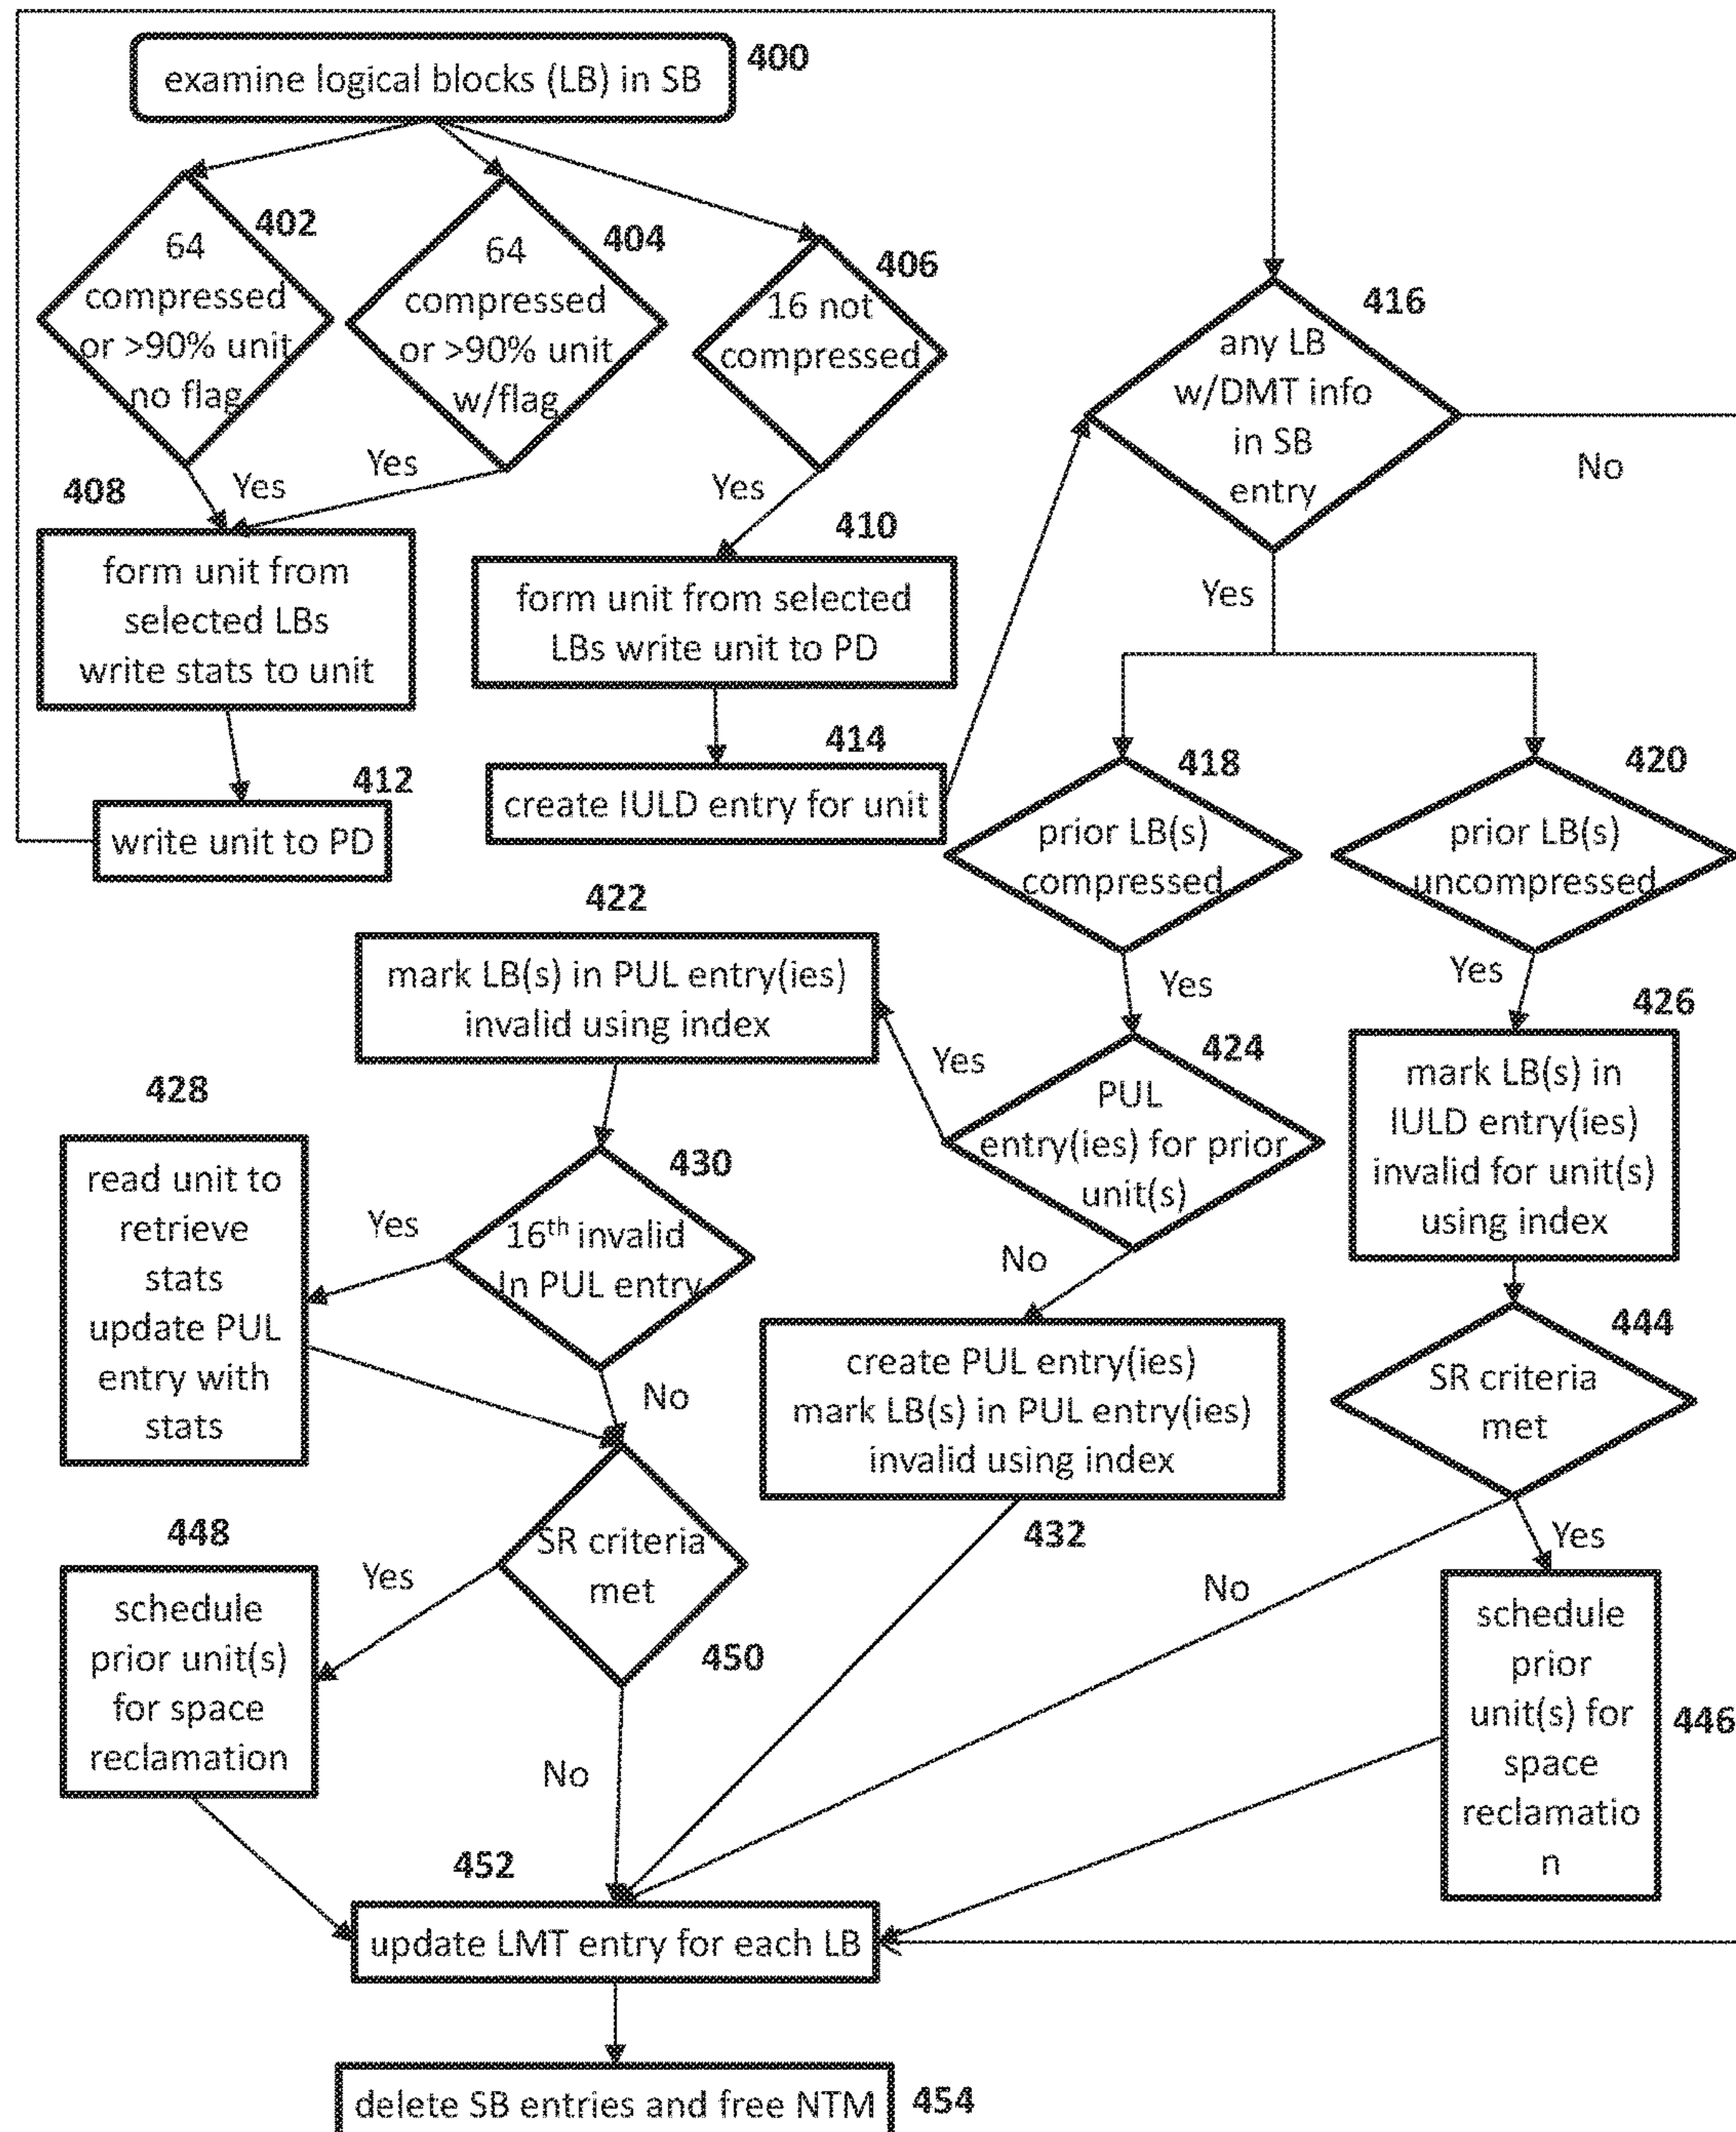 examine logical blocks (LB) in SB
400
64
compressed
or >90% unit
no flag
402
64
compressed
or >90% unit
w/flag
404
16 not
compressed
406
any LB
w/DMT info
in SB
entry
416
Yes
Yes
Yes
No
Yes
408
form unit from
selected LBs
write stats to unit
410
form unit from selected
LBs write unit to PD
412
write unit to PD
414
create IULD entry for unit
418
prior LB(s)
compressed
420
prior LB(s)
uncompressed
Yes
Yes
422
mark LB(s) in PUL entry(ies)
invalid using index
Yes
424
PUL
entry(ies) for prior
unit(s)
No
426
mark LB(s) in
IULD entry(ies)
invalid for unit(s)
using index
428
read unit to
retrieve
stats
update PUL
entry with
stats
Yes
430
16th invalid
In PUL entry
No
create PUL entry(ies)
mark LB(s) in PUL entry(ies)
invalid using index
432
444
SR criteria
met
Yes
No
448
schedule
prior unit(s)
for space
reclamation
Yes
SR criteria
met
450
No
schedule
prior
unit(s) for
space
reclamatio
n
446
452
update LMT entry for each LB
delete SB entries and free NTM
454